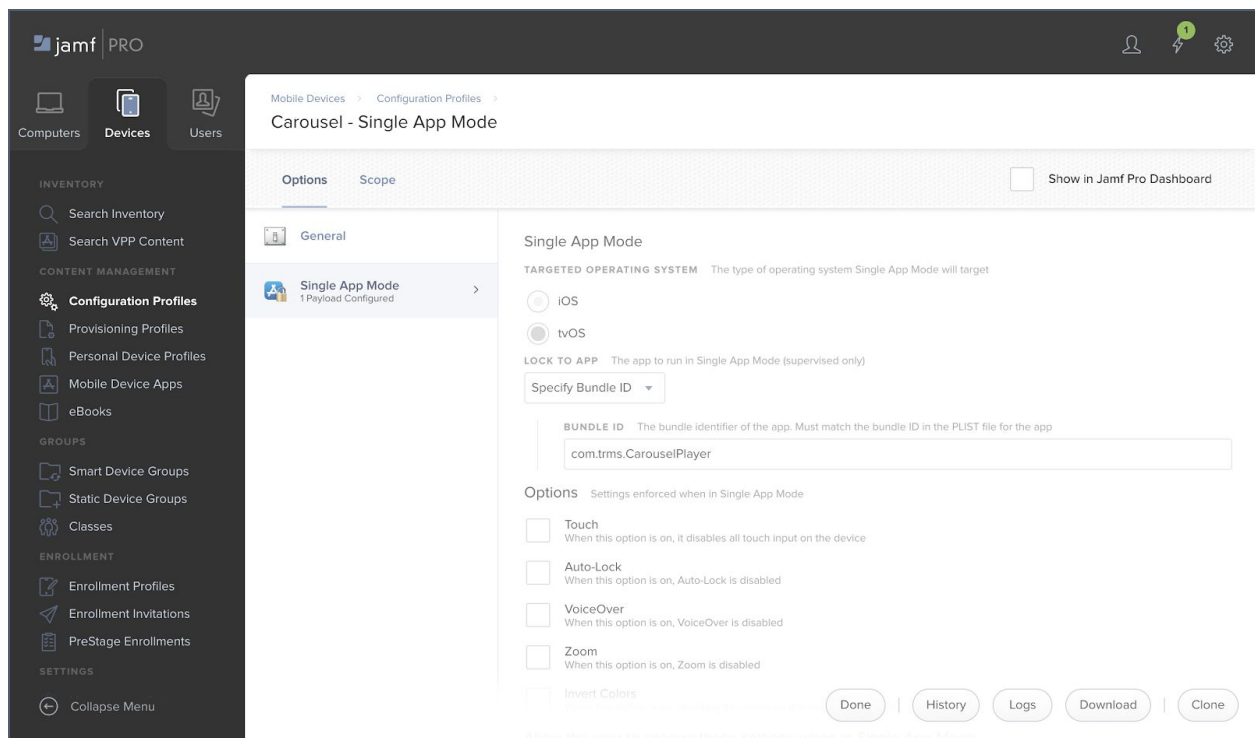 jamf PRO
1
Computers
Devices
Users
INVENTORY
Search Inventory
Search VPP Content
CONTENT MANAGEMENT
Configuration Profiles
Provisioning Profiles
Personal Device Profiles
Mobile Device Apps
eBooks
GROUPS
Smart Device Groups
Static Device Groups
Classes
ENROLLMENT
Enrollment Profiles
Enrollment Invitations
PreStage Enrollments
SETTINGS
Collapse Menu
Mobile Devices > Configuration Profiles >
Carousel - Single App Mode
Options
Scope
Show in Jamf Pro Dashboard
General
Single App Mode
1 Payload Configured
Single App Mode
TARGETED OPERATING SYSTEM The type of operating system Single App Mode will target
iOS
tvOS
LOCK TO APP The app to run in Single App Mode (supervised only)
Specify Bundle ID
BUNDLE ID The bundle identifier of the app. Must match the bundle ID in the PLIST file for the app
com.trms.CarouselPlayer
Options Settings enforced when in Single App Mode
Touch
When this option is on, it disables all touch input on the device
Auto-Lock
When this option is on, Auto-Lock is disabled
VoiceOver
When this option is on, VoiceOver is disabled
Zoom
When this option is on, Zoom is disabled
Invert Colors
Done
History
Logs
Download
Clone